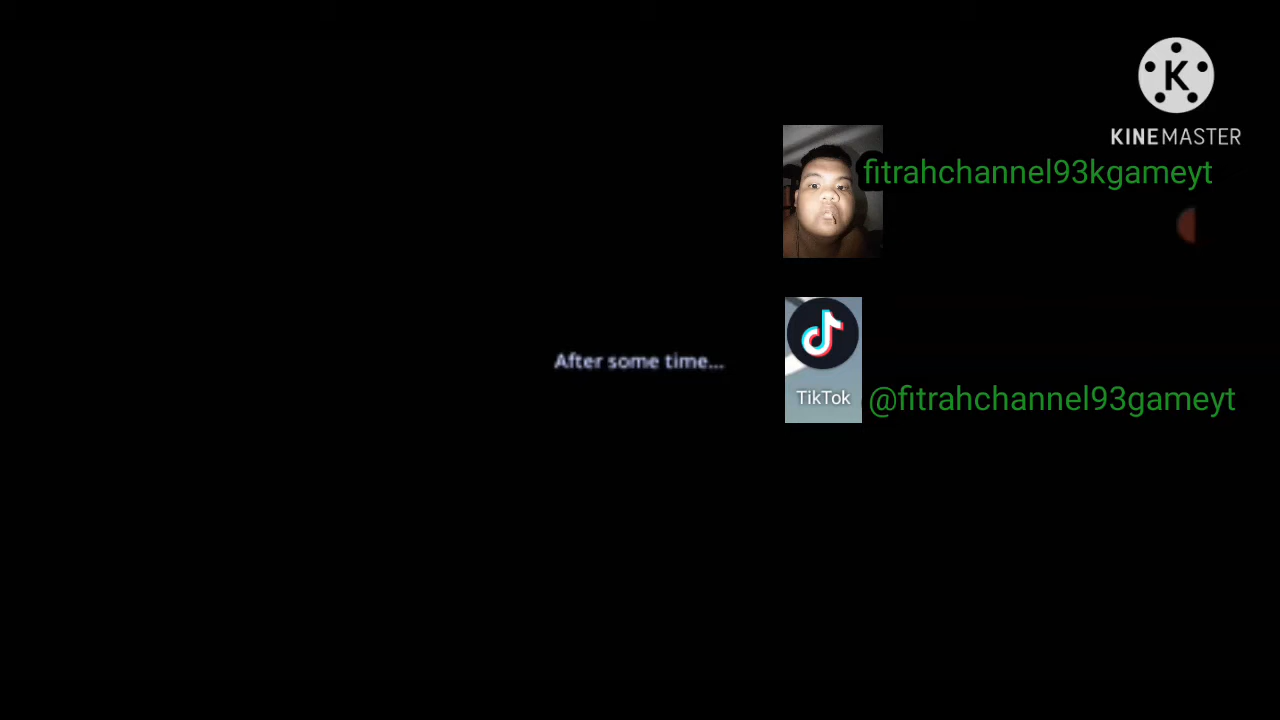 K
KINEMASTER
fitrahchannel93kgameyt
After some time...
TikTok
@fitrahchannel93gameyt